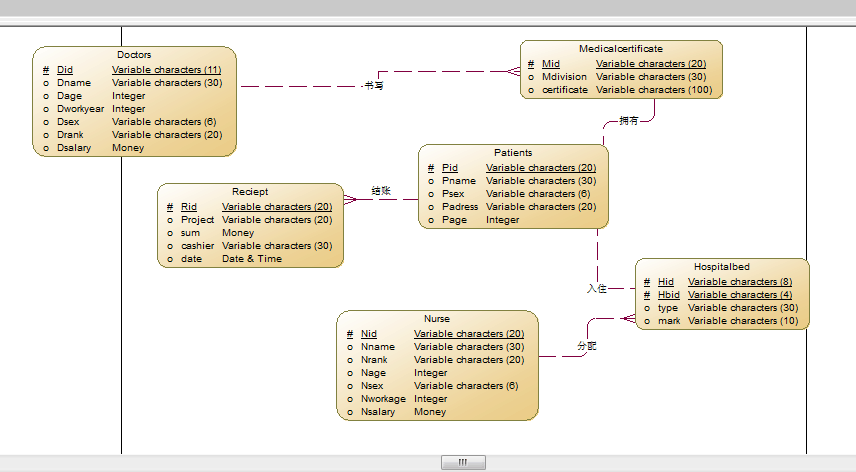 Doctors
# Did Variable characters (11)
o Dname Variable characters (30)
o Dage Integer
o Dworkyear Integer
o Dsex Variable characters (6)
o Drank Variable characters (20)
o Dsalary Money
书写
Medicalcertificate
# Mid Variable characters (20)
o Mdivision Variable characters (30)
o certificate Variable characters (100)
拥有
Patients
# Pid Variable characters (20)
o Pname Variable characters (30)
o Psex Variable characters (6)
o Padress Variable characters (20)
o Page Integer
结账
Reciept
# Rid Variable characters (20)
o Project Variable characters (20)
o sum Money
o cashier Variable characters (30)
o date Date & Time
入住
Hospitalbed
# Hid Variable characters (8)
# Hbid Variable characters (4)
o type Variable characters (30)
o mark Variable characters (10)
分配
Nurse
# Nid Variable characters (20)
o Nname Variable characters (30)
o Nrank Variable characters (20)
o Nage Integer
o Nsex Variable characters (6)
o Nworkage Integer
o Nsalary Money